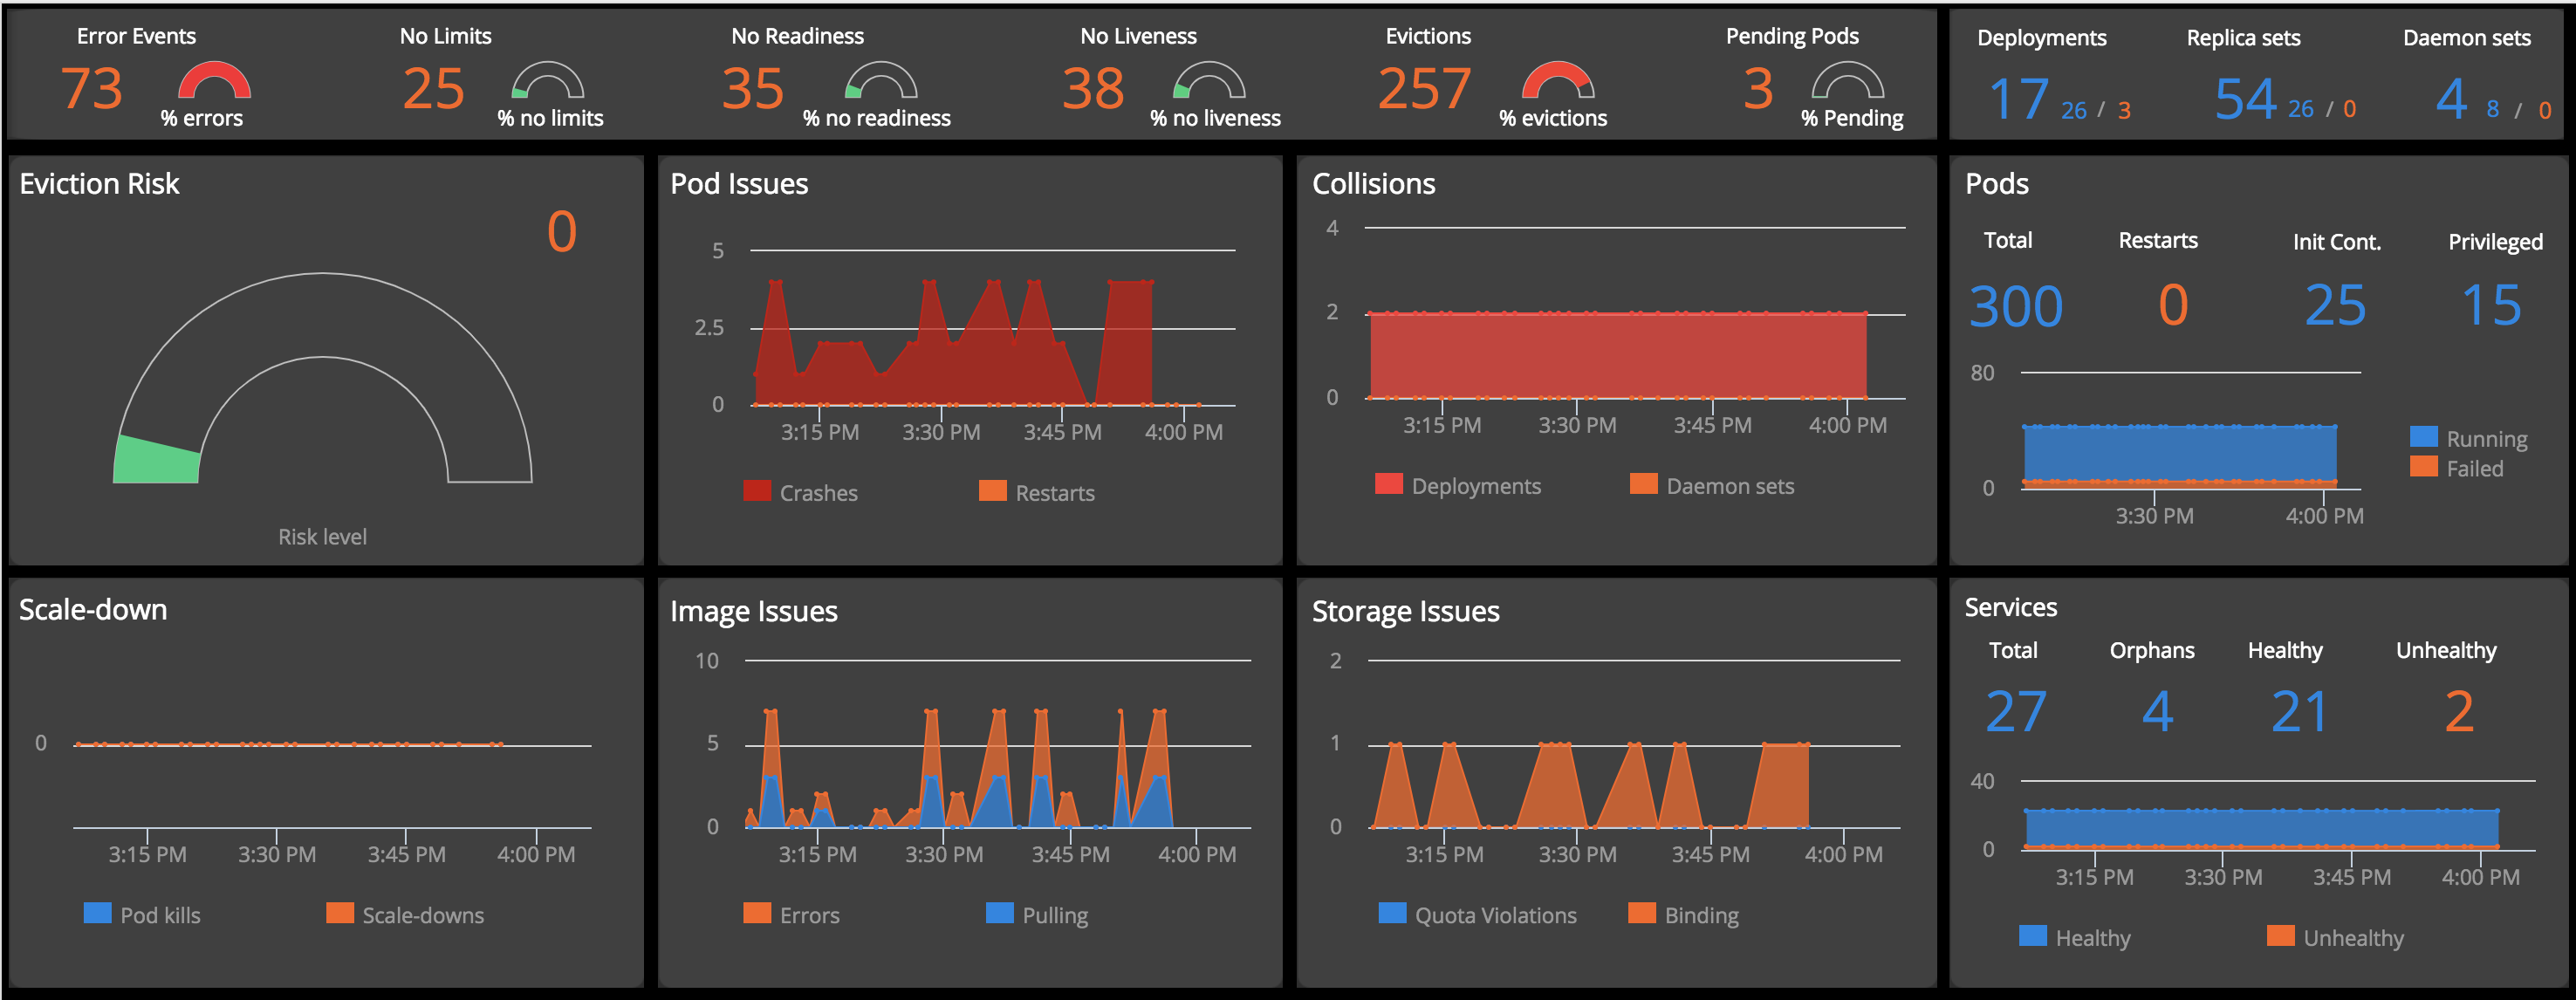 Error Events
73
% errors
No Limits
25
% no limits
No Readiness
35
% no readiness
No Liveness
38
% no liveness
Evictions
257
% evictions
Pending Pods
3
% Pending
Deployments
17 26 / 3
Replica sets
54 26 / 0
Daemon sets
4 8 / 0
Eviction Risk
0
Risk level
Pod Issues
5
2.5
0
3:15 PM 3:30 PM 3:45 PM 4:00 PM
Crashes Restarts
Collisions
4
2
0
3:15 PM 3:30 PM 3:45 PM 4:00 PM
Deployments Daemon sets
Pods
Total Restarts Init Cont. Privileged
300 0 25 15
80
0
3:30 PM 4:00 PM
Running
Failed
Scale-down
0
3:15 PM 3:30 PM 3:45 PM 4:00 PM
Pod kills Scale-downs
Image Issues
10
5
0
3:15 PM 3:30 PM 3:45 PM 4:00 PM
Errors Pulling
Storage Issues
2
1
0
3:15 PM 3:30 PM 3:45 PM 4:00 PM
Quota Violations Binding
Services
Total Orphans Healthy Unhealthy
27 4 21 2
40
0
3:15 PM 3:30 PM 3:45 PM 4:00 PM
Healthy Unhealthy